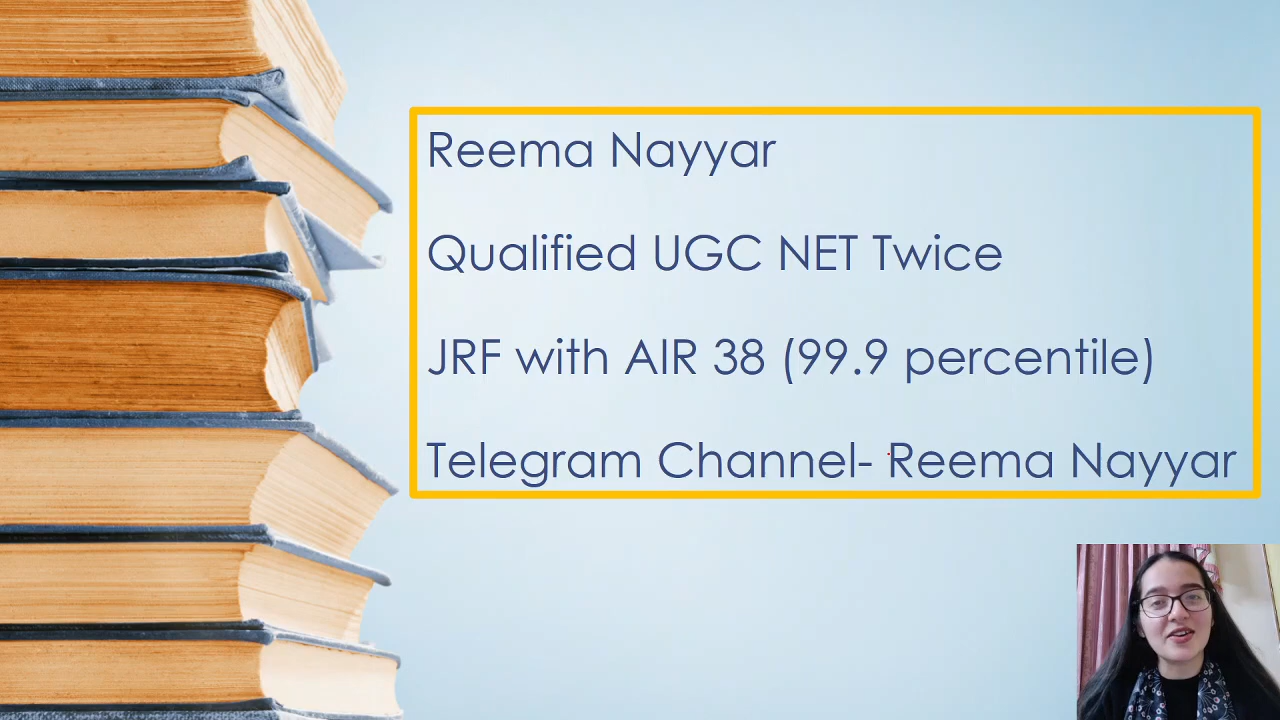 Reema Nayyar
Qualified UGC NET Twice
JRF with AIR 38 (99.9 percentile)
Telegram Channel- Reema Nayyar